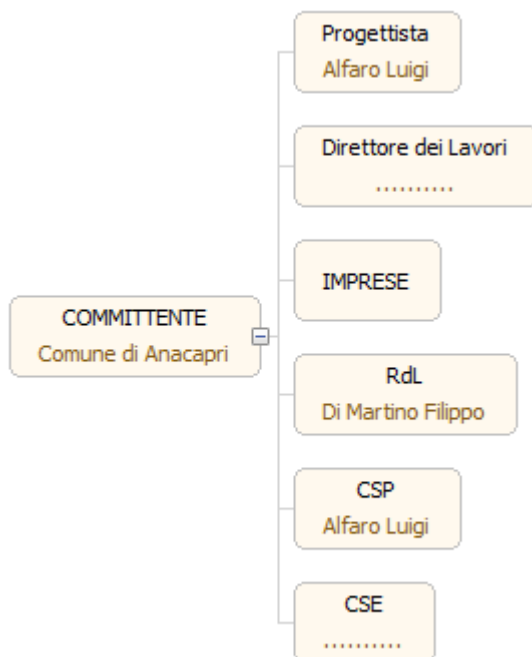 Progettista
Alfaro Luigi
Direttore dei Lavori
..........
IMPRESE
COMMITTENTE
Comune di Anacapri
RdL
Di Martino Filippo
CSP
Alfaro Luigi
CSE
..........